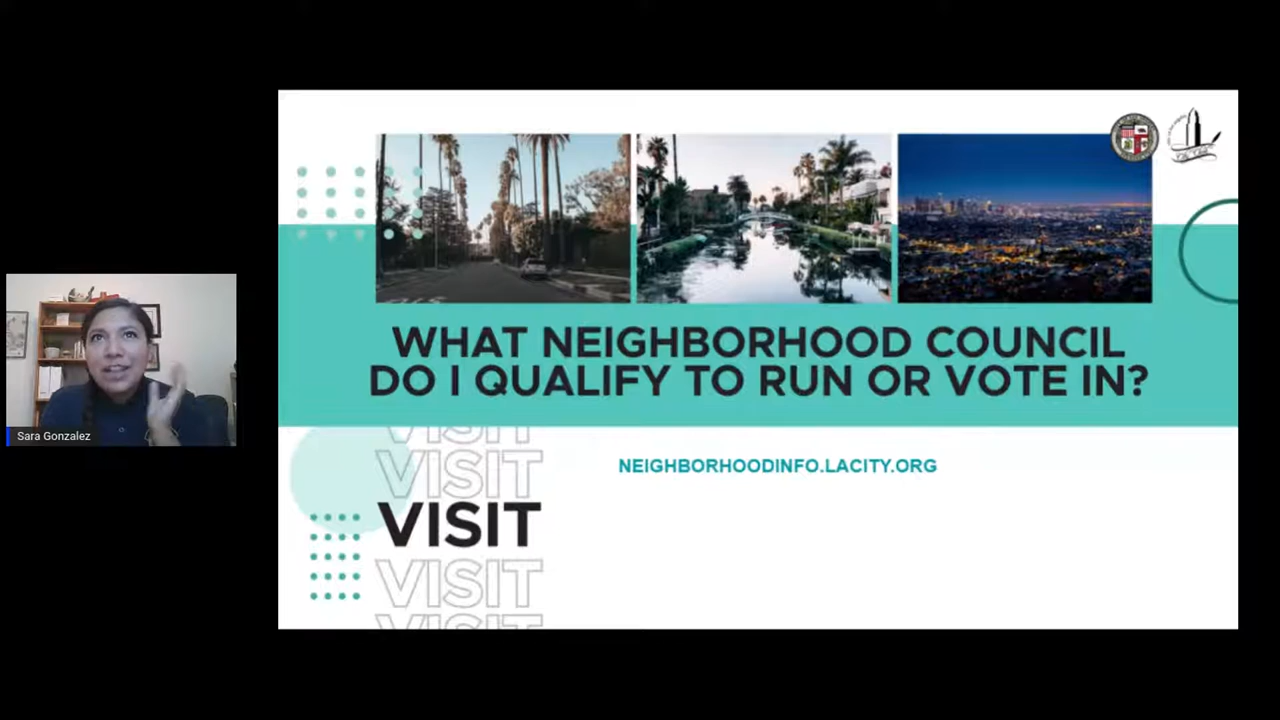 WHAT NEIGHBORHOOD COUNCIL
DO I QUALIFY TO RUN OR VOTE IN?
NEIGHBORHOODINFO.LACITY.ORG
VISIT
VISIT
VISIT
VISIT
VISIT
Sara Gonzalez